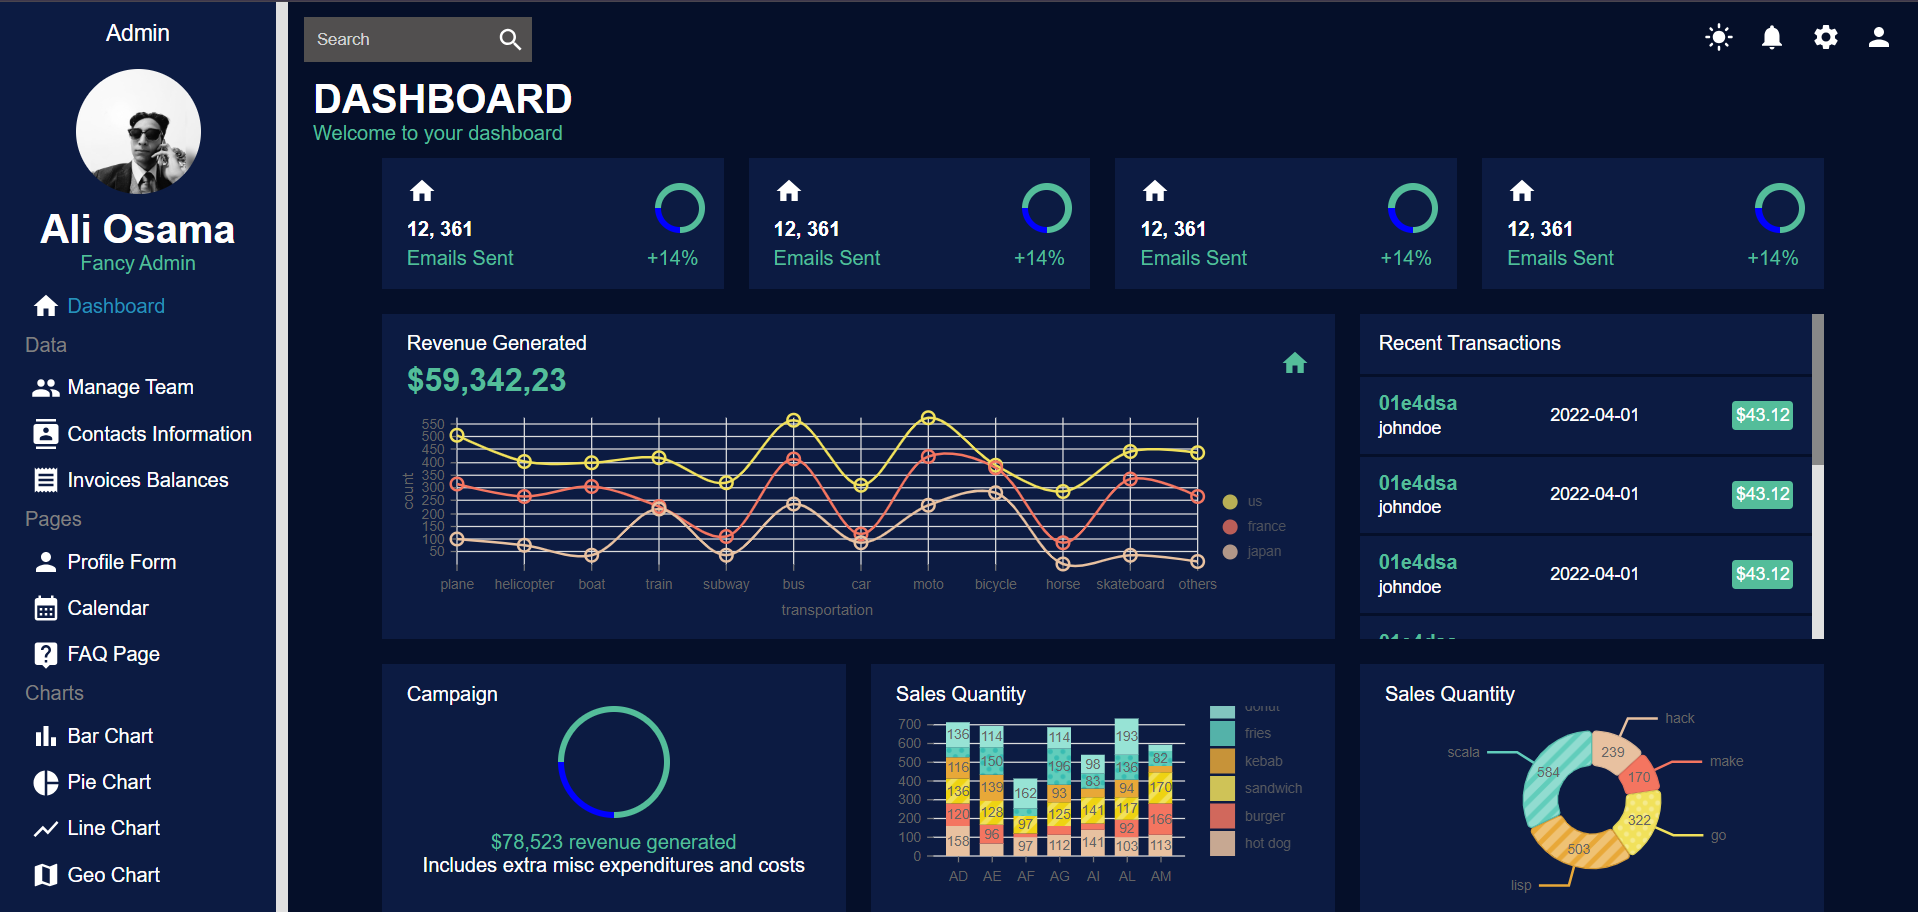 Admin
Ali Osama
Fancy Admin
Dashboard
Data
Manage Team
Contacts Information
Invoices Balances
Pages
Profile Form
Calendar
FAQ Page
Charts
Bar Chart
Pie Chart
Line Chart
Geo Chart
Search
DASHBOARD
Welcome to your dashboard
12, 361
Emails Sent
+14%
12, 361
Emails Sent
+14%
12, 361
Emails Sent
+14%
12, 361
Emails Sent
+14%
Revenue Generated
$59,342,23
550
500
450
400
350
300
250
200
150
100
50
count
plane helicopter boat train subway bus car moto bicycle horse skateboard others
transportation
us
france
japan
Recent Transactions
01e4dsa
johndoe
2022-04-01
$43.12
01e4dsa
johndoe
2022-04-01
$43.12
01e4dsa
johndoe
2022-04-01
$43.12
01e4dsa
Campaign
$78,523 revenue generated
Includes extra misc expenditures and costs
Sales Quantity
700
600
500
400
300
200
100
0
136
116
136
120
158
114
150
139
128
96
162
97
97
114
196
93
125
112
98
83
141
141
193
136
94
117
92
103
82
170
166
113
AD AE AF AG AI AL AM
donut
fries
kebab
sandwich
burger
hot dog
Sales Quantity
hack
239
make
170
go
322
lisp
503
scala
584